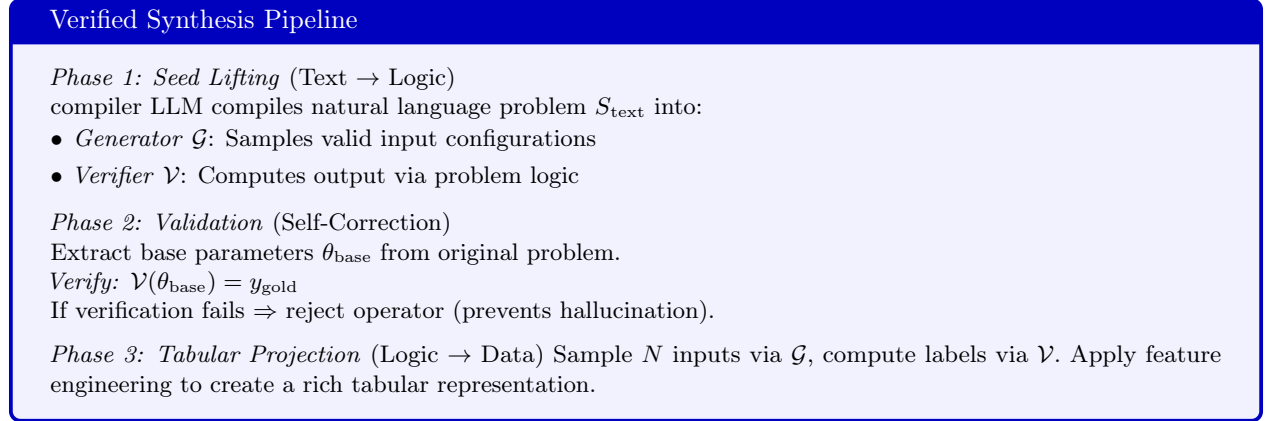 Verified Synthesis Pipeline
Phase 1: Seed Lifting (Text → Logic)
compiler LLM compiles natural language problem S_text into:
• Generator 𝒢: Samples valid input configurations
• Verifier 𝒱: Computes output via problem logic
Phase 2: Validation (Self-Correction)
Extract base parameters θ_base from original problem.
Verify: 𝒱(θ_base) = y_gold
If verification fails ⇒ reject operator (prevents hallucination).
Phase 3: Tabular Projection (Logic → Data) Sample N inputs via 𝒢, compute labels via 𝒱. Apply feature
engineering to create a rich tabular representation.